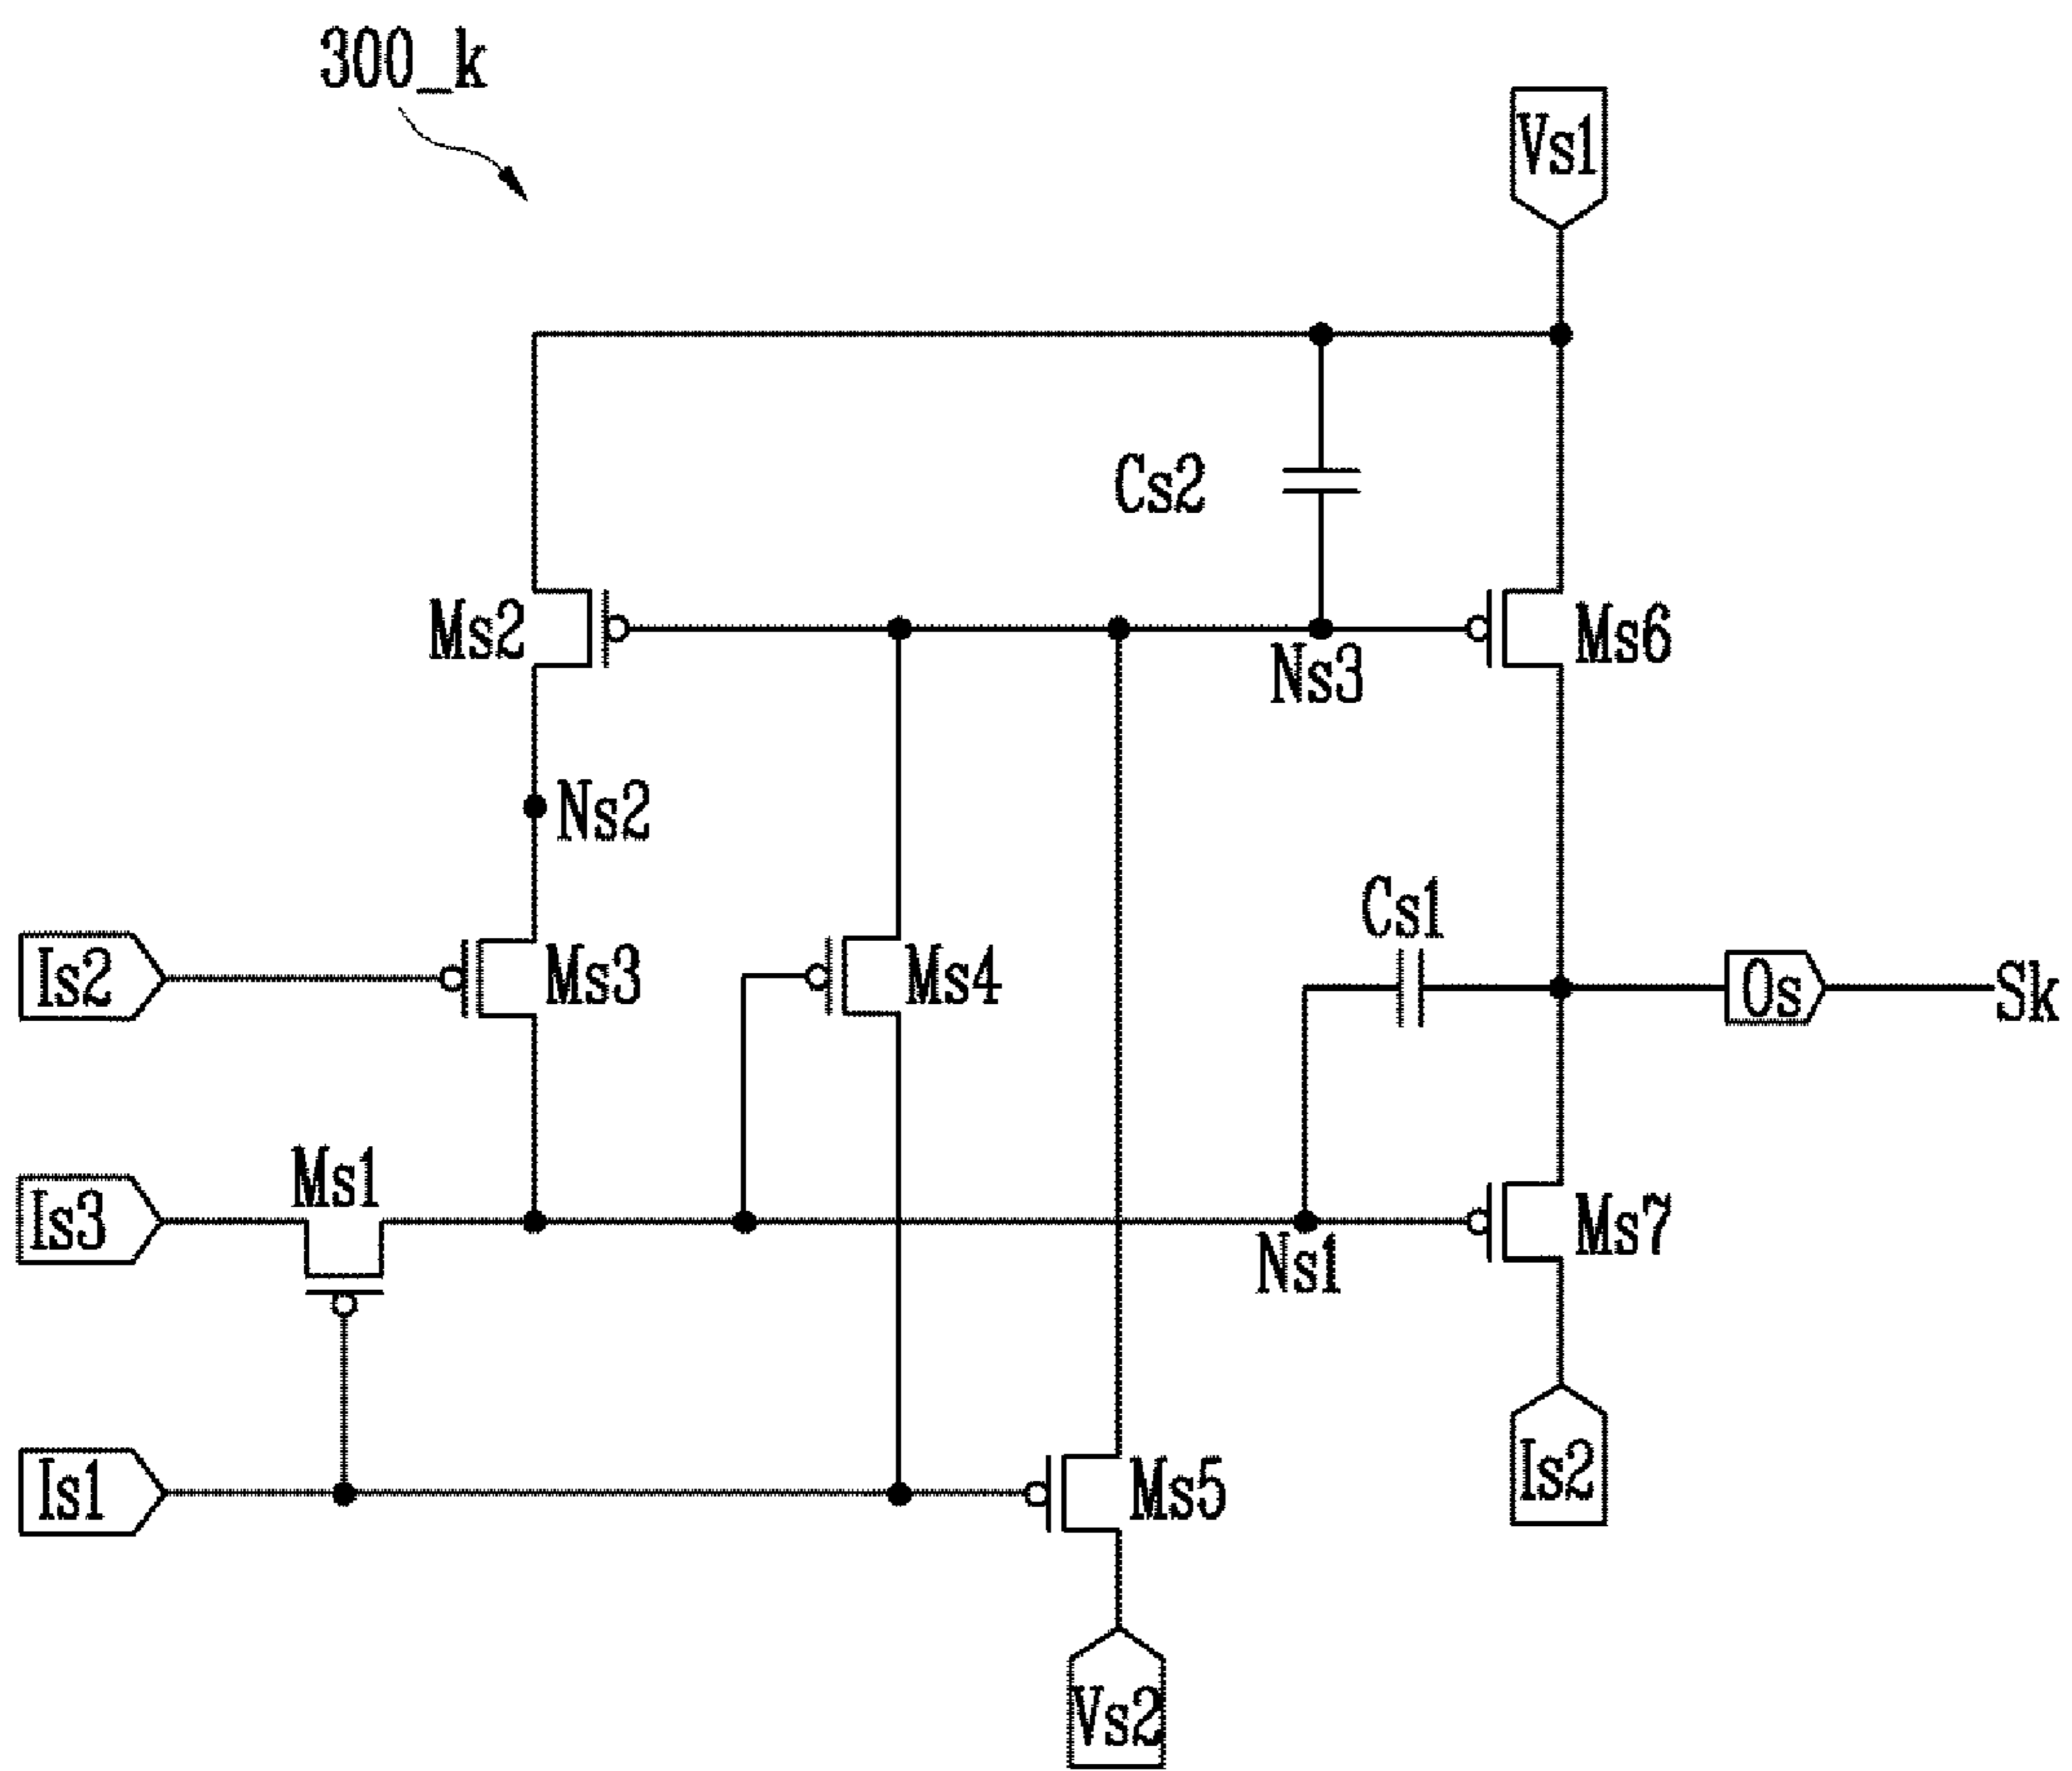 300_k
Vs1
Cs2
Ms2
Ms6
Ns3
Ns2
Cs1
Is2
Ms3
Ms4
Os
Sk
Ms1
Is3
Ns1
Ms7
Is1
Ms5
Is2
Vs2